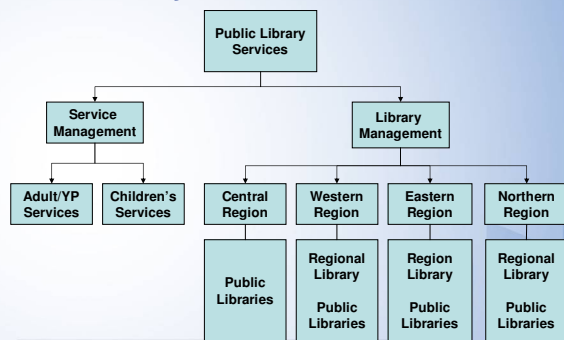 Public Library
Services
Service
Management
Library
Management
Adult/YP
Services
Children's
Services
Central
Region
Western
Region
Eastern
Region
Northern
Region
Public
Libraries
Regional
Library
Public
Libraries
Region
Library
Public
Libraries
Regional
Library
Public
Libraries